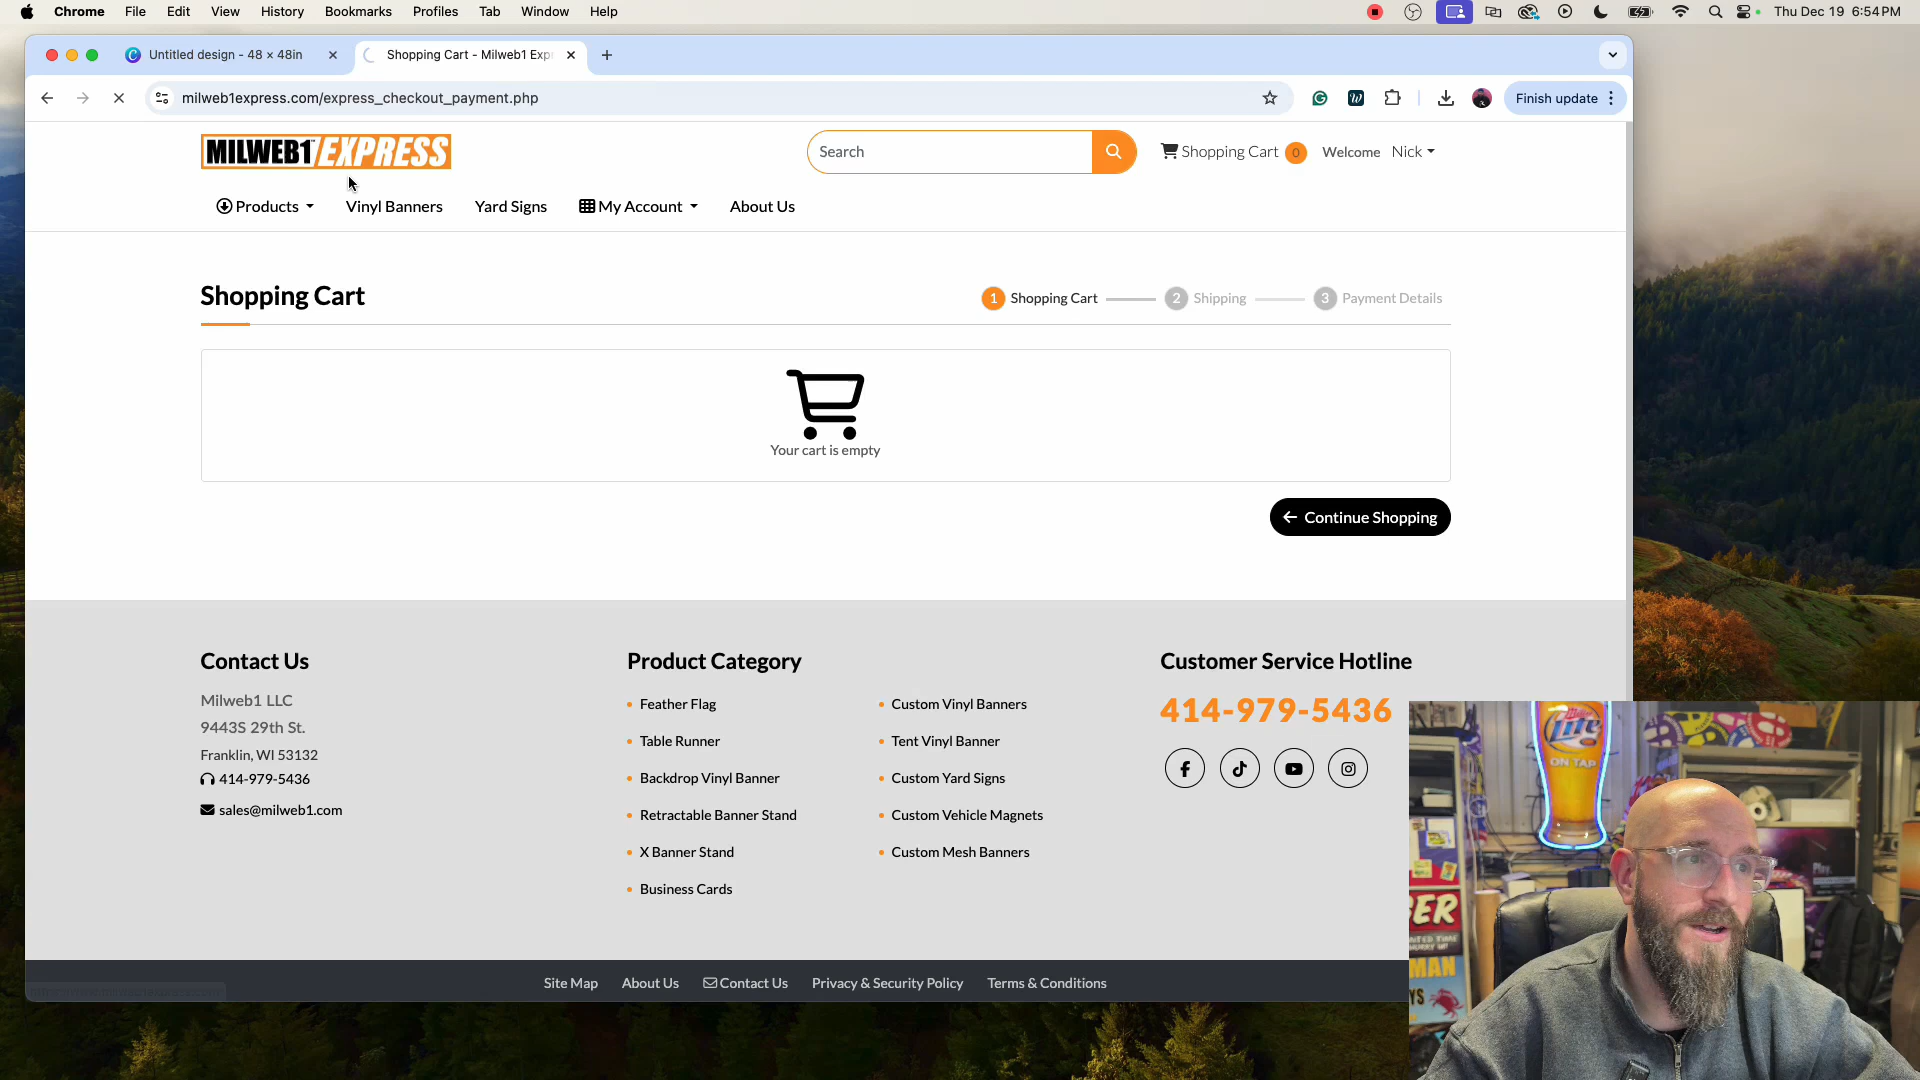 Chrome File Edit View History Bookmarks Profiles Tab Window Help Thu Dec 19 6:54 PM
Untitled design - 48 × 48in Shopping Cart - Milweb1 Exp
milweb1express.com/express_checkout_payment.php Finish update
MILWEB1 EXPRESS Search Shopping Cart 0 Welcome Nick
Products Vinyl Banners Yard Signs My Account About Us
Shopping Cart 1 Shopping Cart 2 Shipping 3 Payment Details
Your cart is empty
Continue Shopping
Contact Us Product Category Customer Service Hotline
Milweb1 LLC Feather Flag Custom Vinyl Banners 414-979-5436
9443S 29th St. Table Runner Tent Vinyl Banner
Franklin, WI 53132
414-979-5436 Backdrop Vinyl Banner Custom Yard Signs
sales@milweb1.com Retractable Banner Stand Custom Vehicle Magnets
X Banner Stand Custom Mesh Banners
Business Cards
Site Map About Us Contact Us Privacy & Security Policy Terms & Conditions
Lite
ON TAP